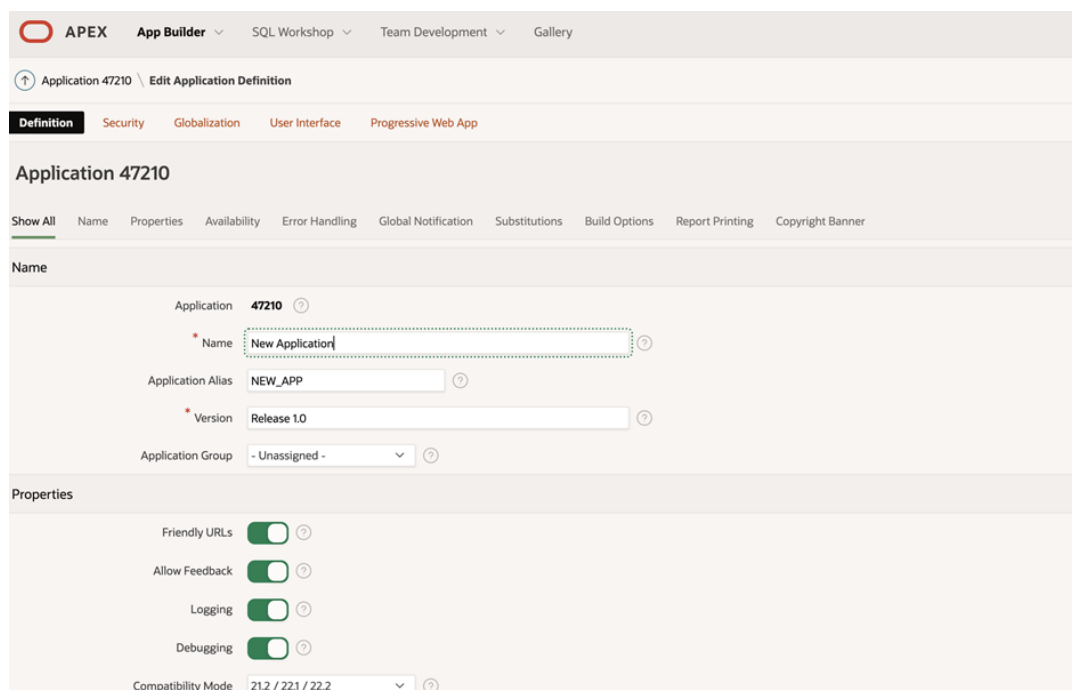 APEX App Builder SQL Workshop Team Development Gallery
Application 47210 \ Edit Application Definition
Definition Security Globalization User Interface Progressive Web App
Application 47210
Show All Name Properties Availability Error Handling Global Notification Substitutions Build Options Report Printing Copyright Banner
Name
Application 47210 ?
* Name New Application ?
Application Alias NEW_APP ?
* Version Release 1.0 ?
Application Group - Unassigned - ?
Properties
Friendly URLs ?
Allow Feedback ?
Logging ?
Debugging ?
Compatibility Mode 21.2 / 22.1 / 22.2 ?